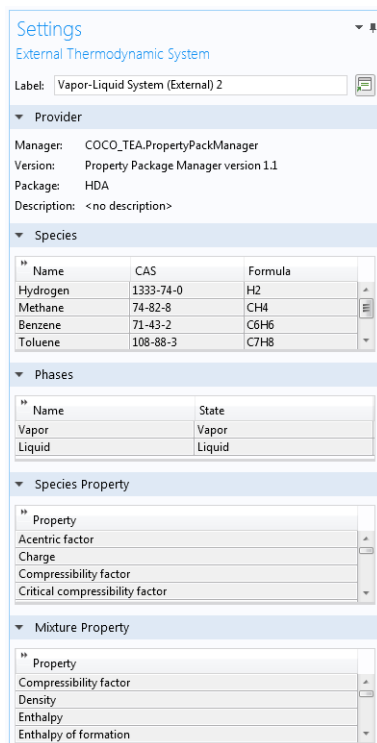 Settings
External Thermodynamic System
Label: Vapor-Liquid System (External) 2
Provider
Manager: COCO_TEA.PropertyPackManager
Version: Property Package Manager version 1.1
Package: HDA
Description: <no description>
Species
Name CAS Formula
Hydrogen 1333-74-0 H2
Methane 74-82-8 CH4
Benzene 71-43-2 C6H6
Toluene 108-88-3 C7H8
Phases
Name State
Vapor Vapor
Liquid Liquid
Species Property
Property
Acentric factor
Charge
Compressibility factor
Critical compressibility factor
Mixture Property
Property
Compressibility factor
Density
Enthalpy
Enthalpy of formation